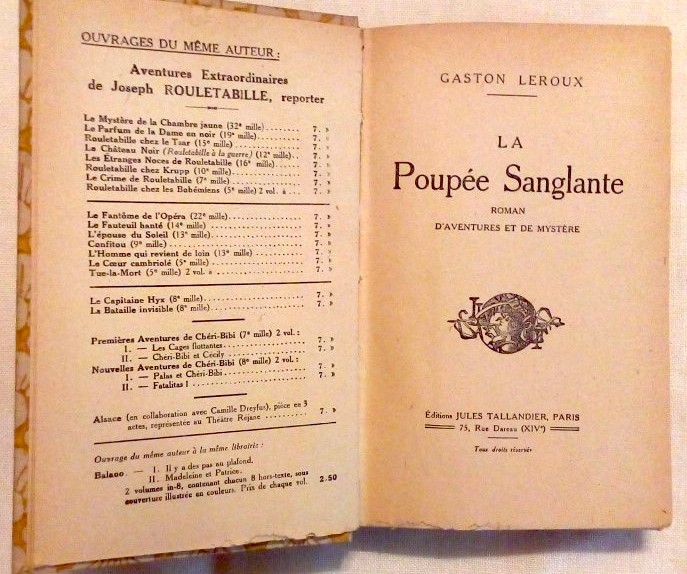 OUVRAGES DU MÊME AUTEUR :
Aventures Extraordinaires
de Joseph ROULETABILLE, reporter
Le Mystère de la Chambre jaune (32e mille)........ 7. »
Le Parfum de la Dame en noir (19e mille)........ 7. »
Rouletabille chez le Tsar (15e mille)........ 7. »
Le Château Noir (Rouletabille à la guerre) (12e mille).. 7. »
Les Étranges Noces de Rouletabille (16e mille)..... 7. »
Rouletabille chez Krupp (10e mille)........ 7. »
Le Crime de Rouletabille (7e mille)........ 7. »
Rouletabille chez les Bohémiens (5e mille) 2 vol. à ... 7. »
Le Fantôme de l'Opéra (22e mille)........ 7. »
Le Fauteuil hanté (14e mille)........ 7. »
L'épouse du Soleil (13e mille)........ 7. »
Confitou (9e mille)........ 7. »
L'Homme qui revient de loin (13e mille)........ 7. »
Le Cœur cambriolé (5e mille)........ 7. »
Tue-la-Mort (5e mille) 2 vol. à ........ 7. »
Le Capitaine Hyx (8e mille)........ 7. »
La Bataille invisible (8e mille)........ 7. »
Premières Aventures de Chéri-Bibi (7e mille) 2 vol. :
I. — Les Cages flottantes........ 7. »
II. — Chéri-Bibi et Cécily........ 7. »
Nouvelles Aventures de Chéri-Bibi (8e mille) 2 vol. :
I. — Palas et Chéri-Bibi........ 7. »
II. — Fatalitas !........ 7. »
Alsace (en collaboration avec Camille Dreyfus), pièce en 3
actes, représentée au Théâtre Réjane........ 7. »
Ouvrage du même auteur à la même librairie :
Balaoo. — I. Il y a des pas au plafond.
II. Madeleine et Patrice.
2 volumes in-8, contenant chacun 8 hors-texte, sous
couverture illustrée en couleurs. Prix de chaque vol. 2.50
GASTON LEROUX
LA
Poupée Sanglante
ROMAN
D'AVENTURES ET DE MYSTÈRE
Éditions JULES TALLANDIER, PARIS
75, Rue Dareau (XIVe)
Tous droits réservés